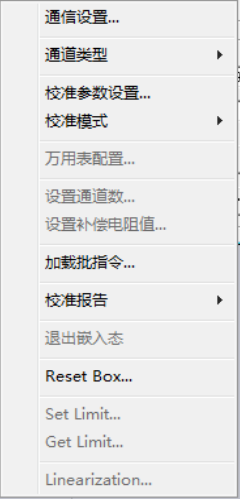 通信设置...
通道类型
校准参数设置...
校准模式
万用表配置...
设置通道数...
设置补偿电阻值...
加载批指令...
校准报告
退出嵌入态
Reset Box...
Set Limit...
Get Limit...
Linearization...